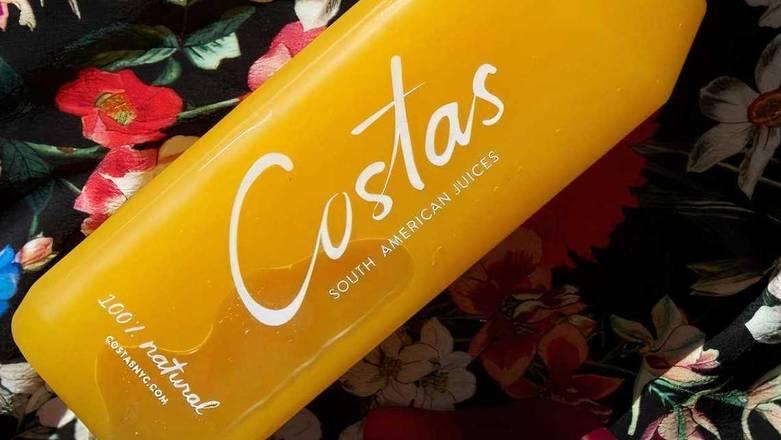 Costas
SOUTH AMERICAN JUICES
100% natural
COSTASNYC.COM